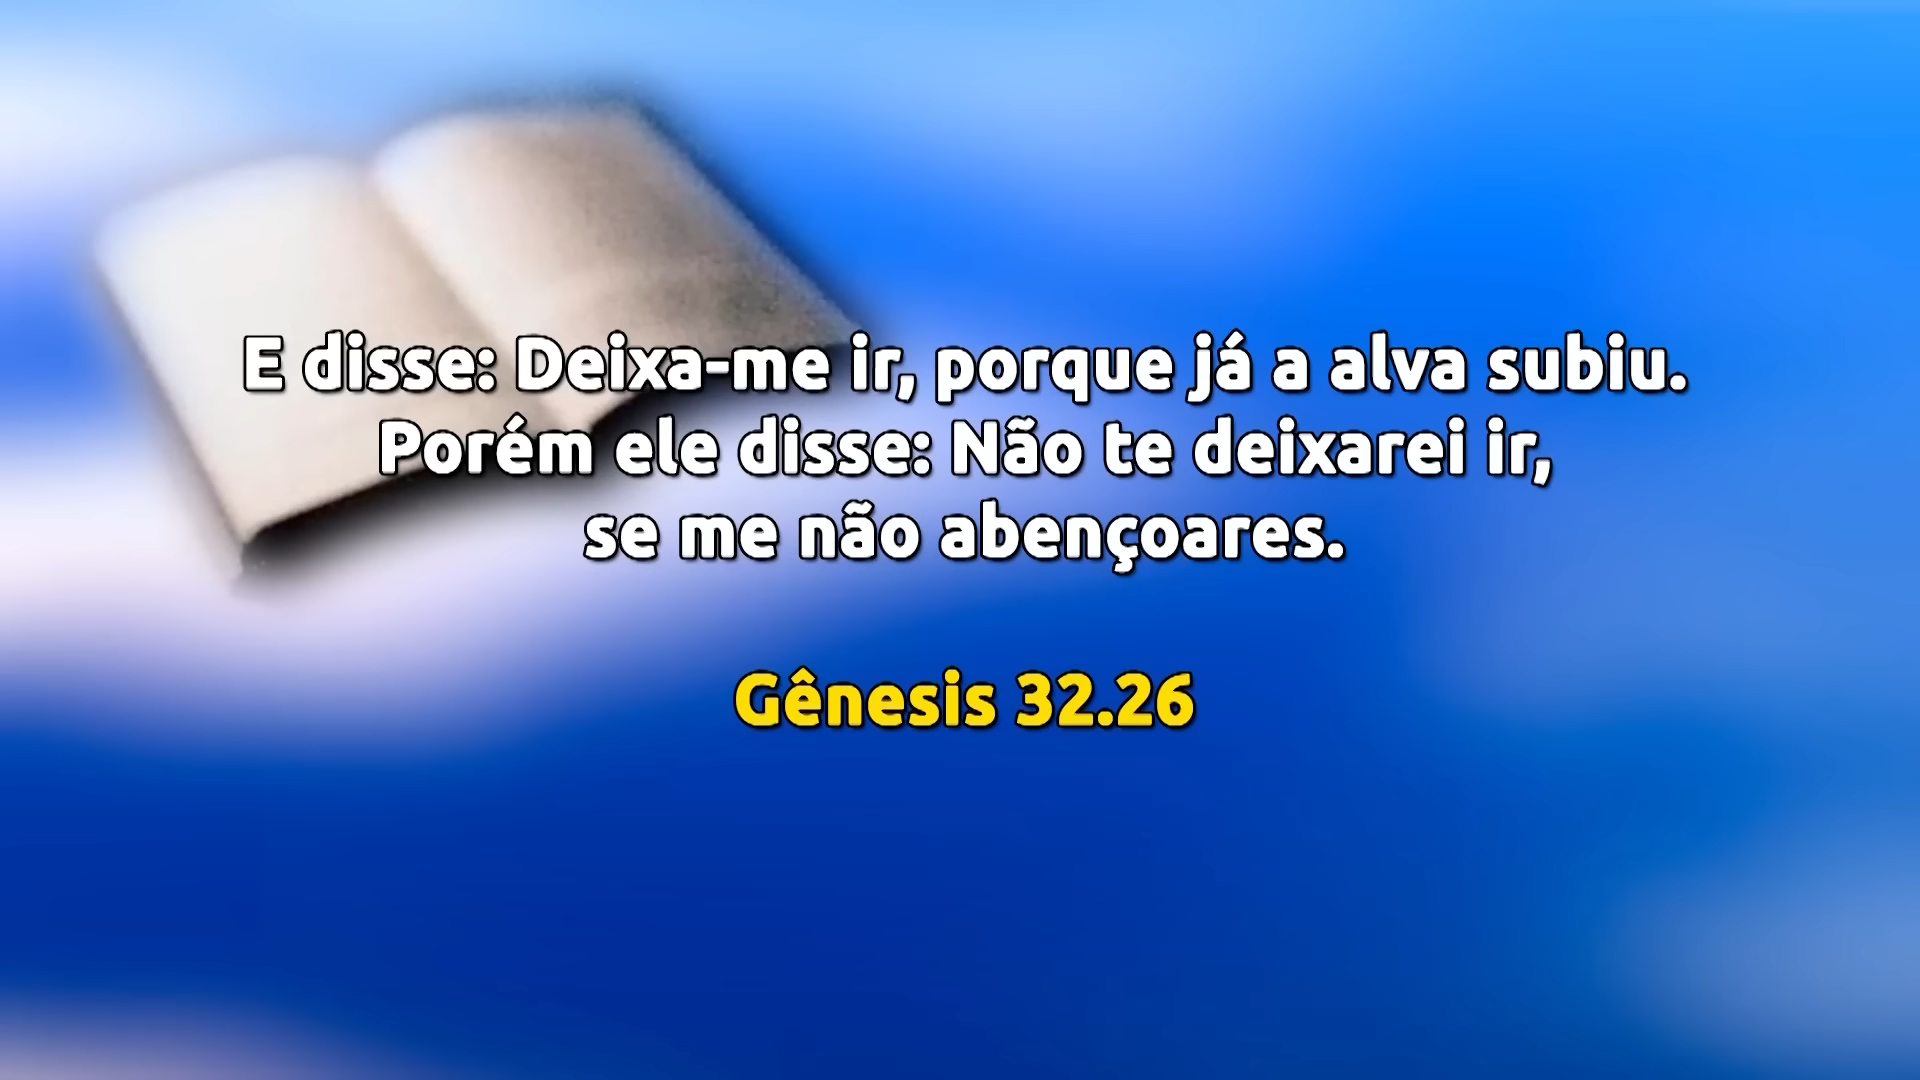 E disse: Deixa-me ir, porque já a alva subiu.
Porém ele disse: Não te deixarei ir,
se me não abençoares.
Gênesis 32.26